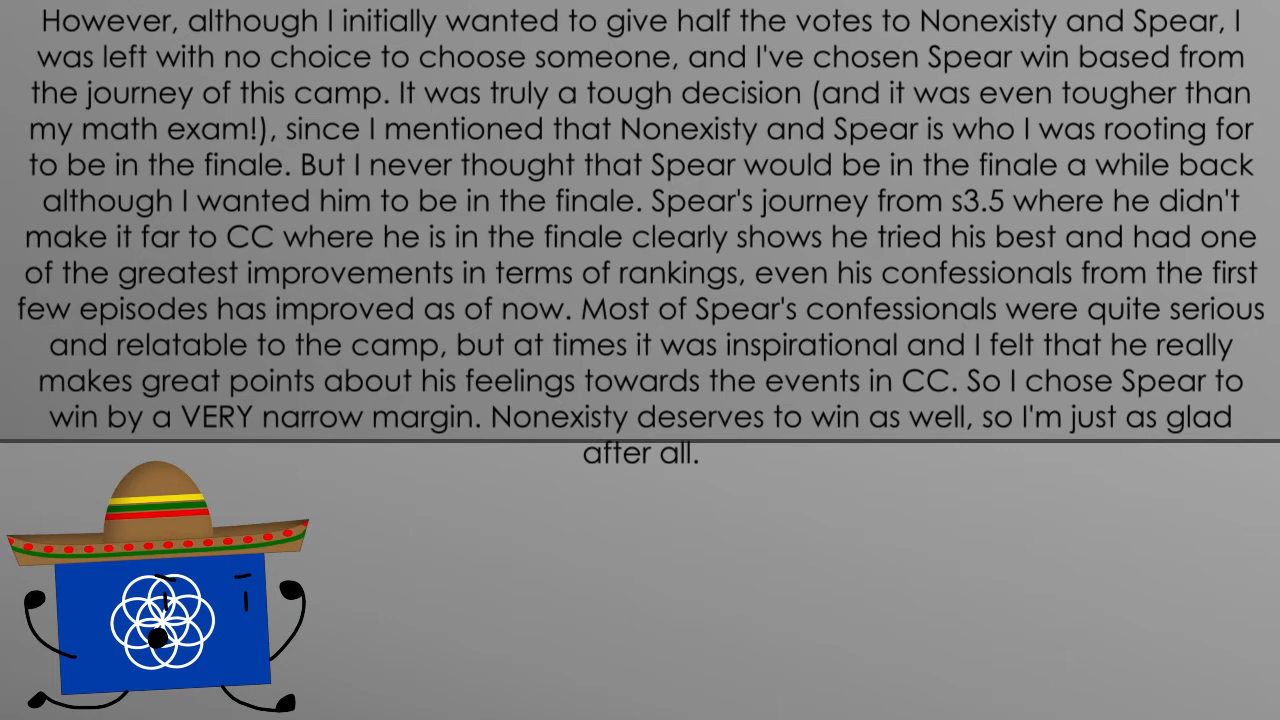 However, although I initially wanted to give half the votes to Nonexisty and Spear, I
was left with no choice to choose someone, and I've chosen Spear win based from
the journey of this camp. It was truly a tough decision (and it was even tougher than
my math exam!), since I mentioned that Nonexisty and Spear is who I was rooting for
to be in the finale. But I never thought that Spear would be in the finale a while back
although I wanted him to be in the finale. Spear's journey from s3.5 where he didn't
make it far to CC where he is in the finale clearly shows he tried his best and had one
of the greatest improvements in terms of rankings, even his confessionals from the first
few episodes has improved as of now. Most of Spear's confessionals were quite serious
and relatable to the camp, but at times it was inspirational and I felt that he really
makes great points about his feelings towards the events in CC. So I chose Spear to
win by a VERY narrow margin. Nonexisty deserves to win as well, so I'm just as glad
after all.